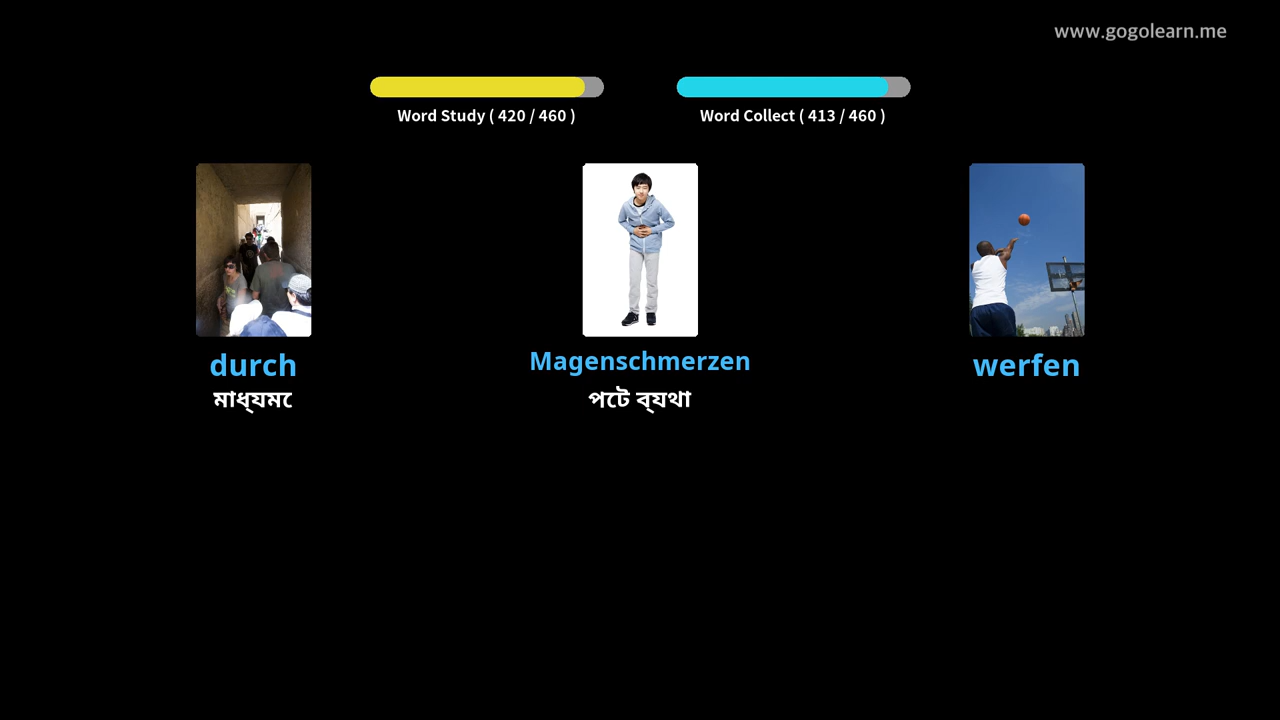 www.gogolearn.me
Word Study ( 420 / 460 )
Word Collect ( 413 / 460 )
durch
Magenschmerzen
werfen
মাধ্যমে
পেটে ব্যথা